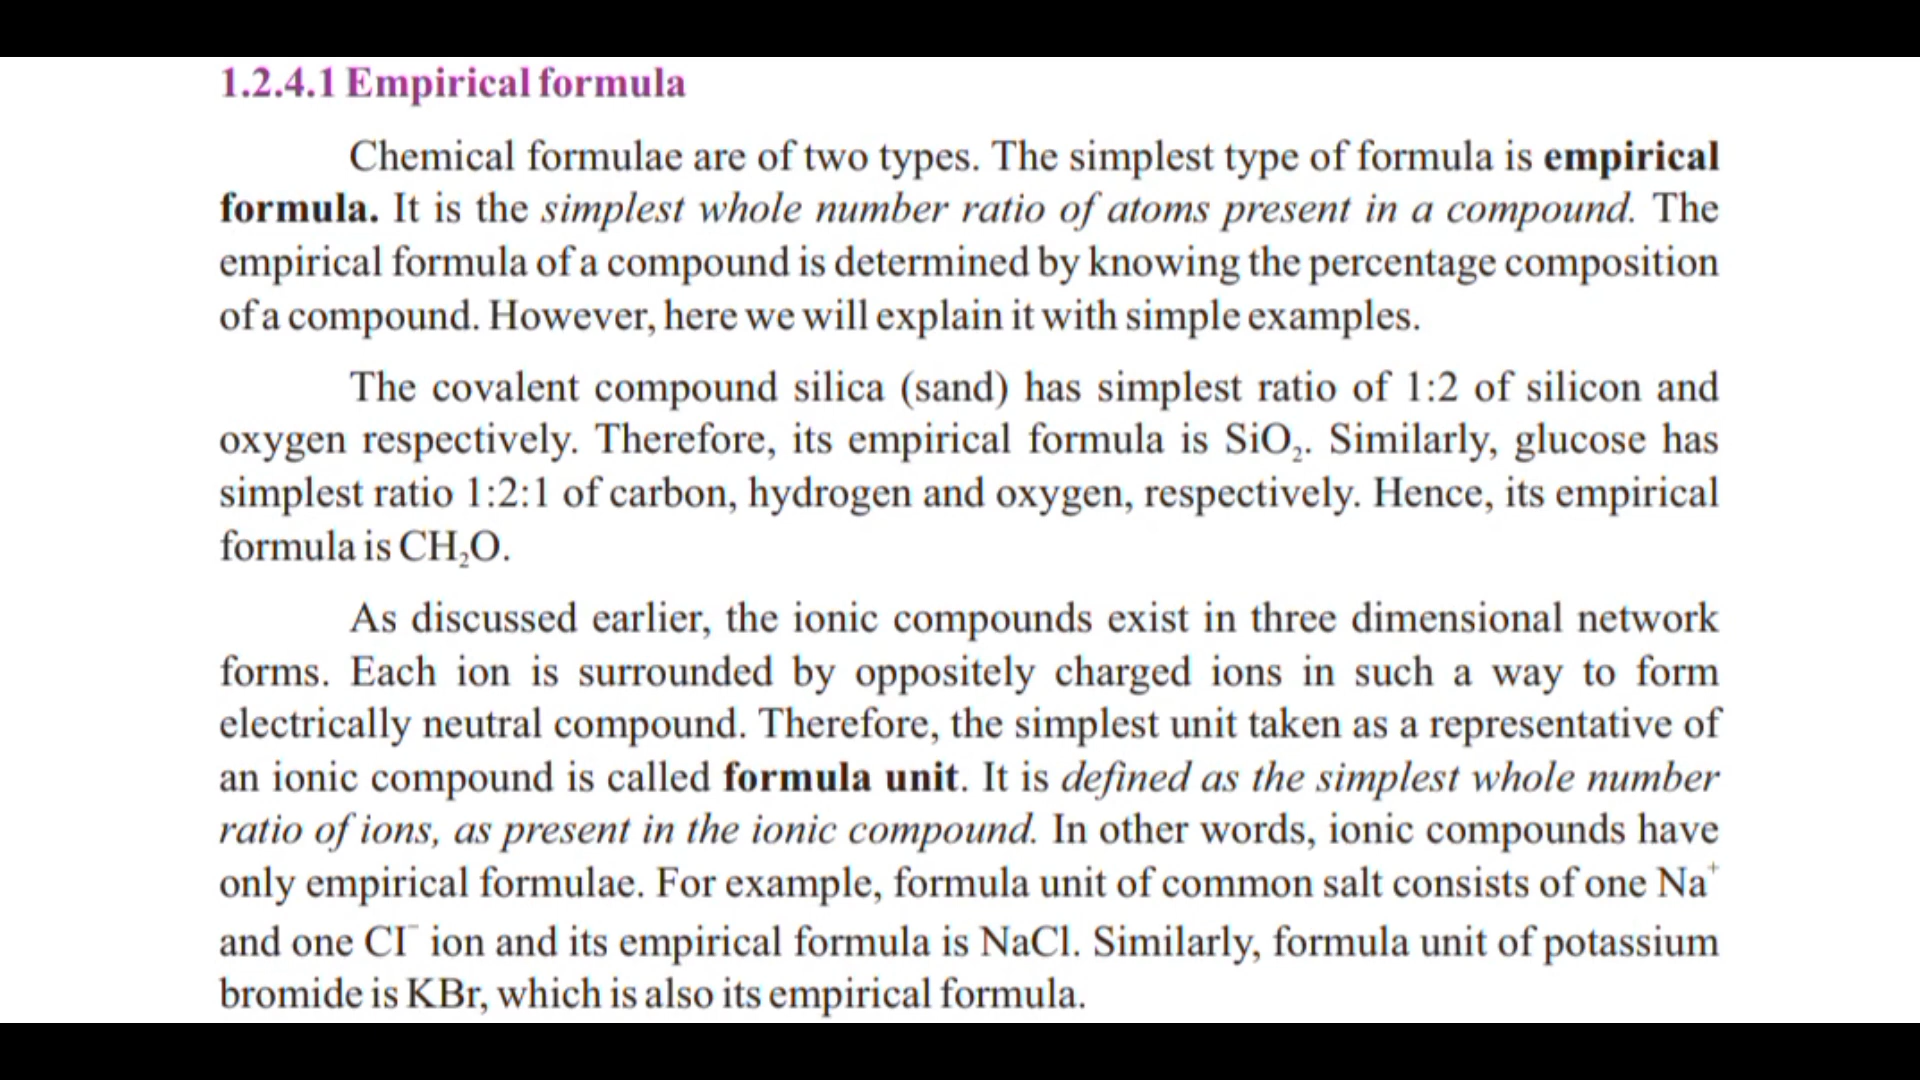 1.2.4.1 Empirical formula
Chemical formulae are of two types. The simplest type of formula is empirical
formula. It is the simplest whole number ratio of atoms present in a compound. The
empirical formula of a compound is determined by knowing the percentage composition
of a compound. However, here we will explain it with simple examples.
The covalent compound silica (sand) has simplest ratio of 1:2 of silicon and
oxygen respectively. Therefore, its empirical formula is SiO₂. Similarly, glucose has
simplest ratio 1:2:1 of carbon, hydrogen and oxygen, respectively. Hence, its empirical
formula is CH₂O.
As discussed earlier, the ionic compounds exist in three dimensional network
forms. Each ion is surrounded by oppositely charged ions in such a way to form
electrically neutral compound. Therefore, the simplest unit taken as a representative of
an ionic compound is called formula unit. It is defined as the simplest whole number
ratio of ions, as present in the ionic compound. In other words, ionic compounds have
only empirical formulae. For example, formula unit of common salt consists of one Na⁺
and one CI⁻ ion and its empirical formula is NaCl. Similarly, formula unit of potassium
bromide is KBr, which is also its empirical formula.